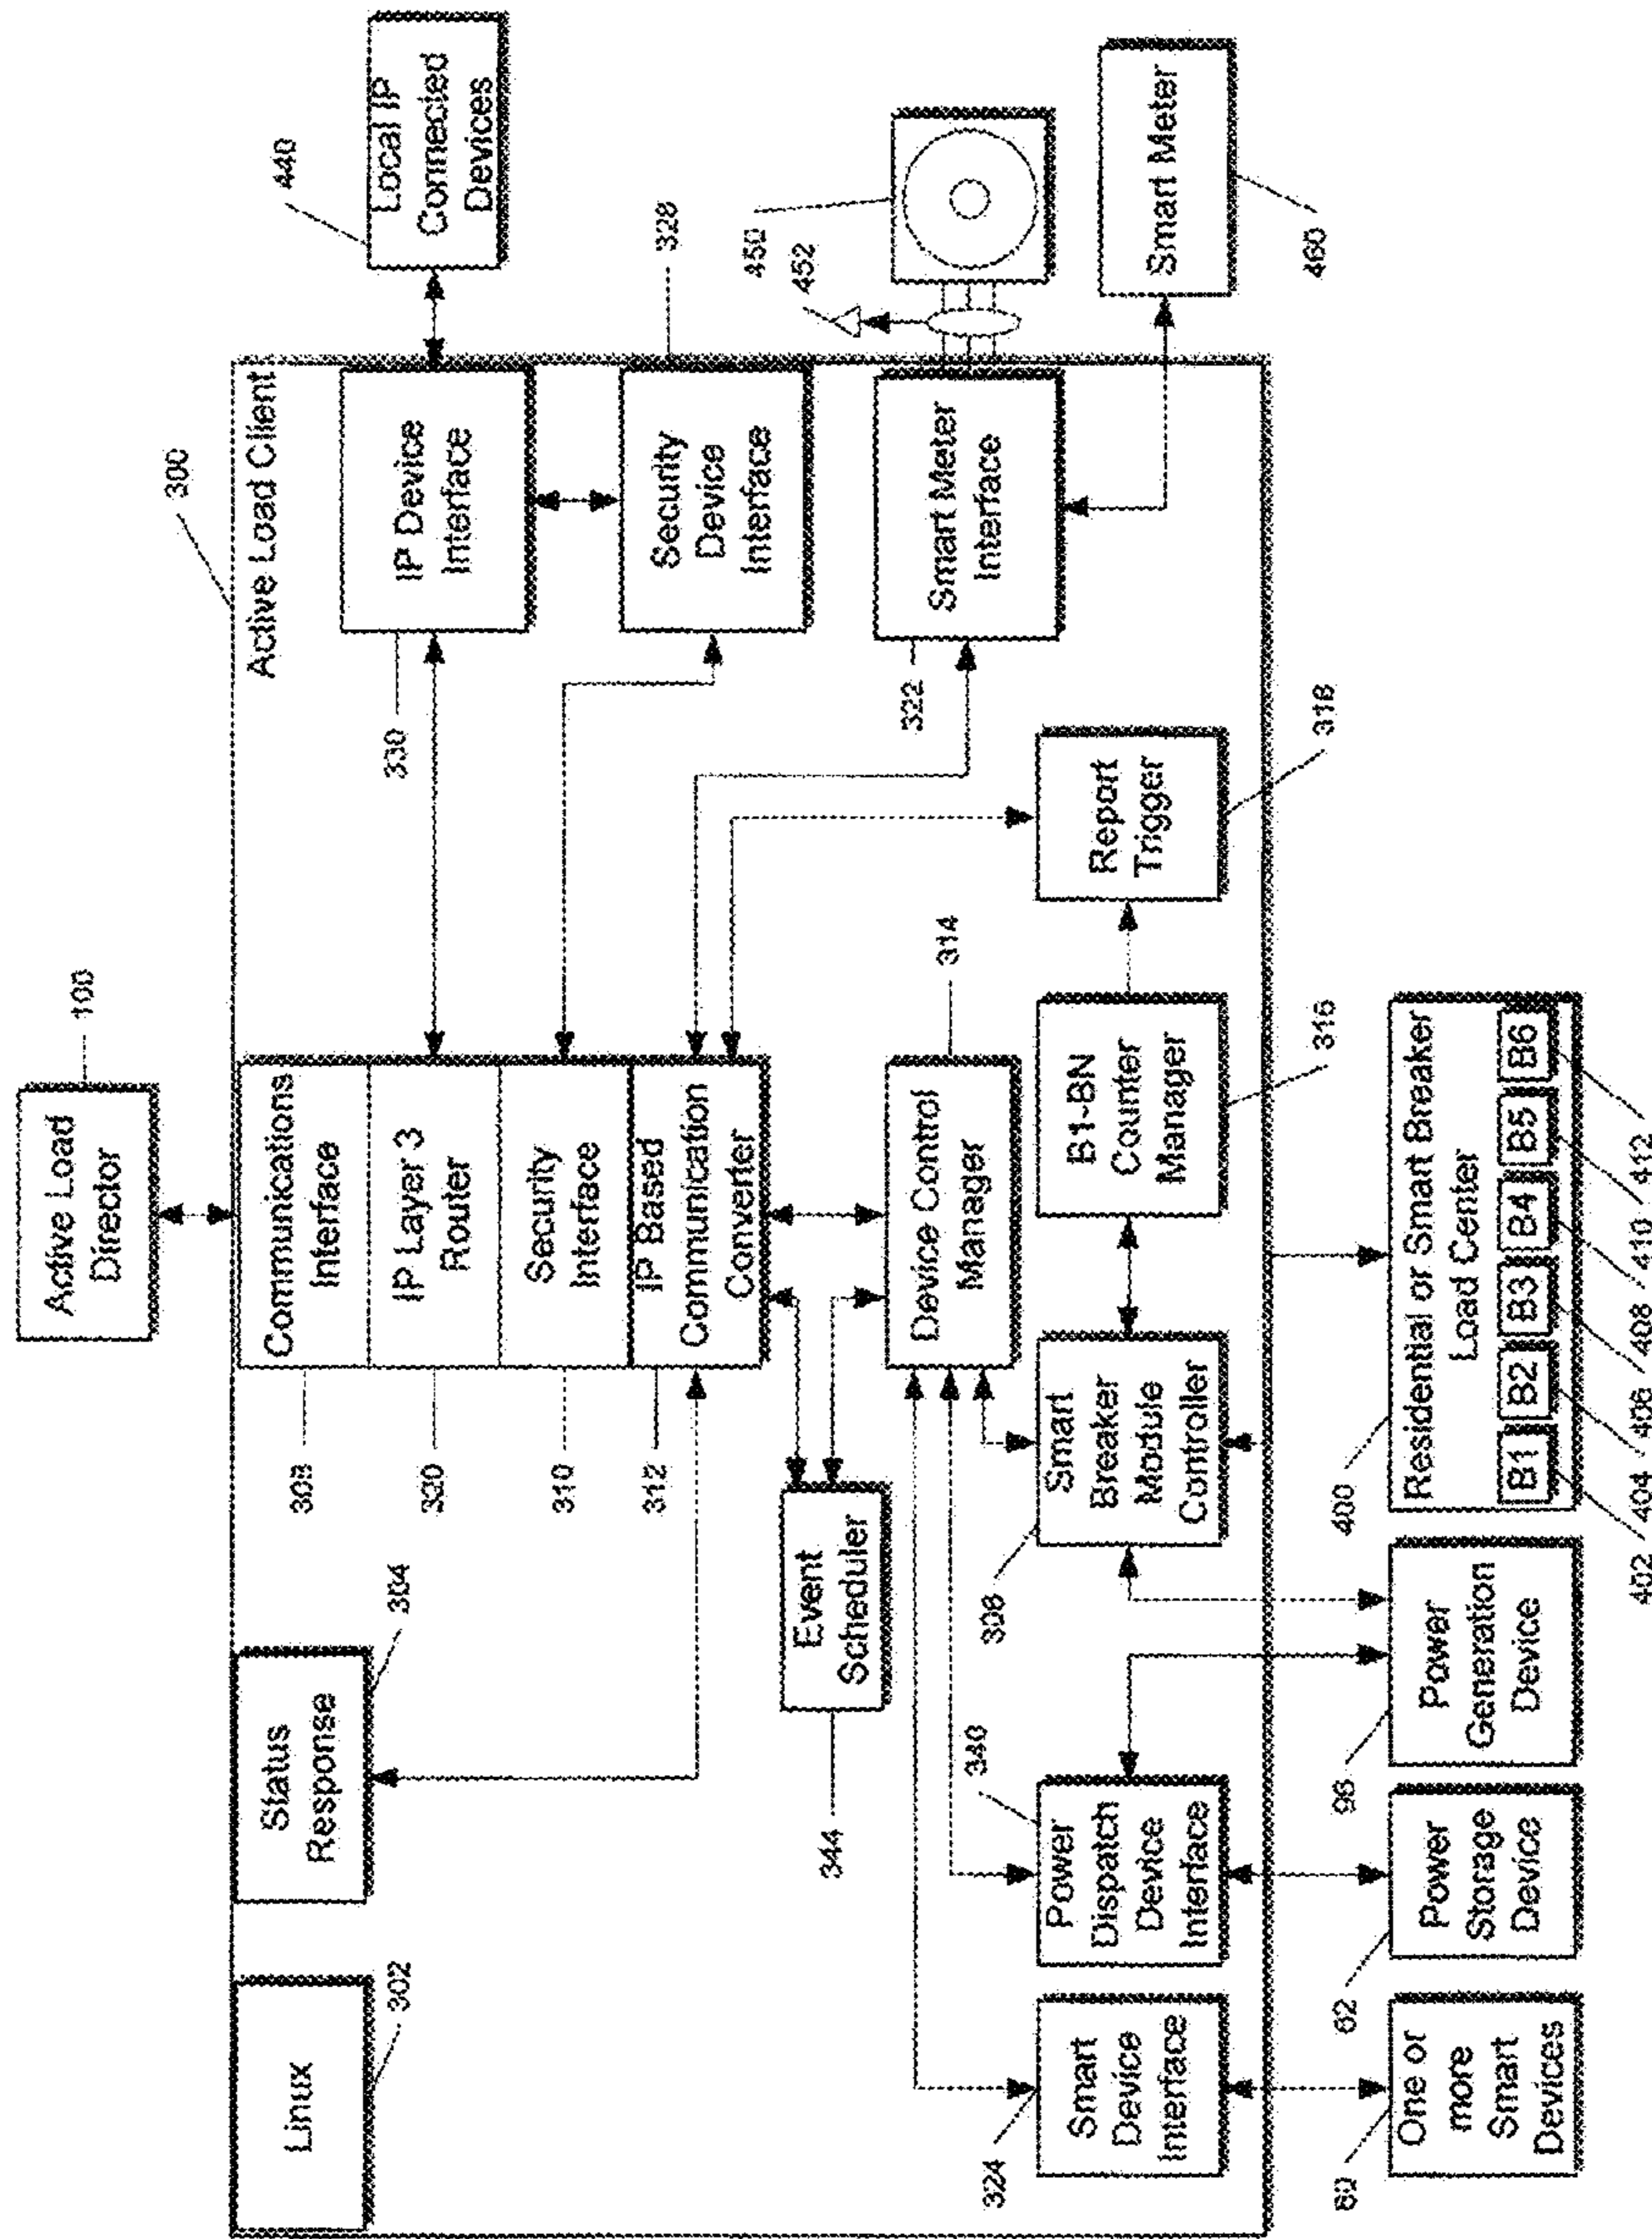 100
Active Load
Director
300
Active Load Client
Linux
302
Status
Response
304
Communications
Interface
308
IP Layer 3
Router
320
Security
Interface
310
IP Based
Communication
Converter
312
IP Device
Interface
330
Local IP
Connected
Devices
440
Security
Device
Interface
328
Smart Meter
Interface
322
450
452
Smart Meter
460
Event
Scheduler
344
Device Control
Manager
314
Smart
Device
Interface
324
Power
Dispatch
Device
Interface
340
Smart
Breaker
Module
Controller
306
B1-BN
Counter
Manager
316
Report
Trigger
318
One or
more
Smart
Devices
60
Power
Storage
Device
62
Power
Generation
Device
96
Residential or Smart Breaker
Load Center
400
B1 B2 B3 B4 B5 B6
402 404 406 408 410 412